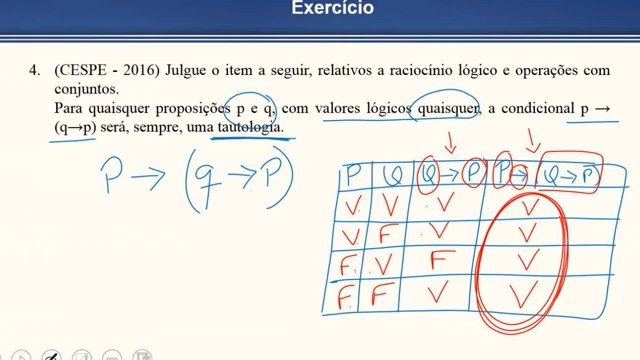 Exercício
4. (CESPE - 2016) Julgue o item a seguir, relativos a raciocínio lógico e operações com
conjuntos.
Para quaisquer proposições p e q, com valores lógicos quaisquer, a condicional p →
(q→p) será, sempre, uma tautologia.
P → (q → P)
P Q Q → P P → (Q → P)
V V V V
V F V V
F V F V
F F V V